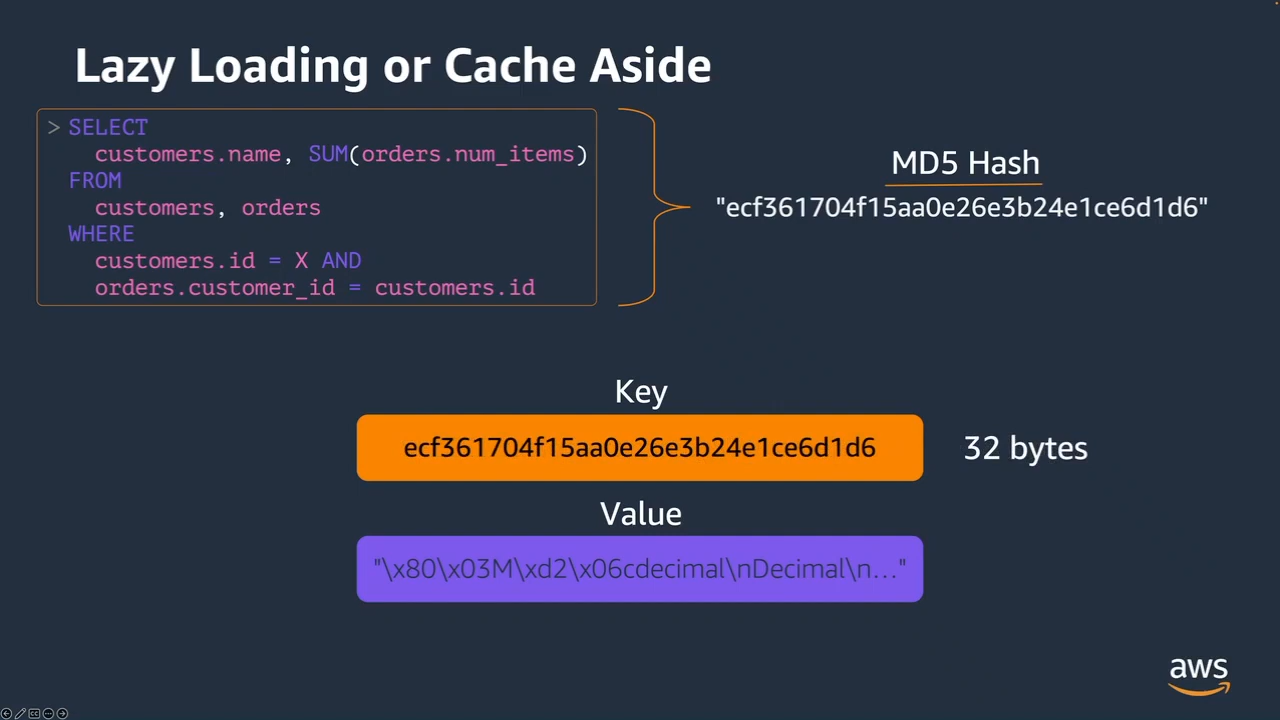 Lazy Loading or Cache Aside
> SELECT
customers.name, SUM(orders.num_items)
FROM
customers, orders
WHERE
customers.id = X AND
orders.customer_id = customers.id
MD5 Hash
"ecf361704f15aa0e26e3b24e1ce6d1d6"
Key
ecf361704f15aa0e26e3b24e1ce6d1d6
32 bytes
Value
"\x80\x03M\xd2\x06cdecimal\nDecimal\n…"
aws